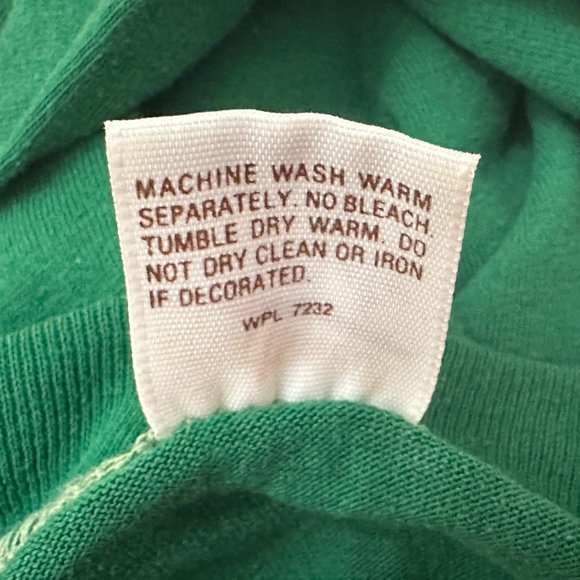 MACHINE WASH WARM
SEPARATELY. NO BLEACH.
TUMBLE DRY WARM. DO
NOT DRY CLEAN OR IRON
IF DECORATED.
WPL 7232